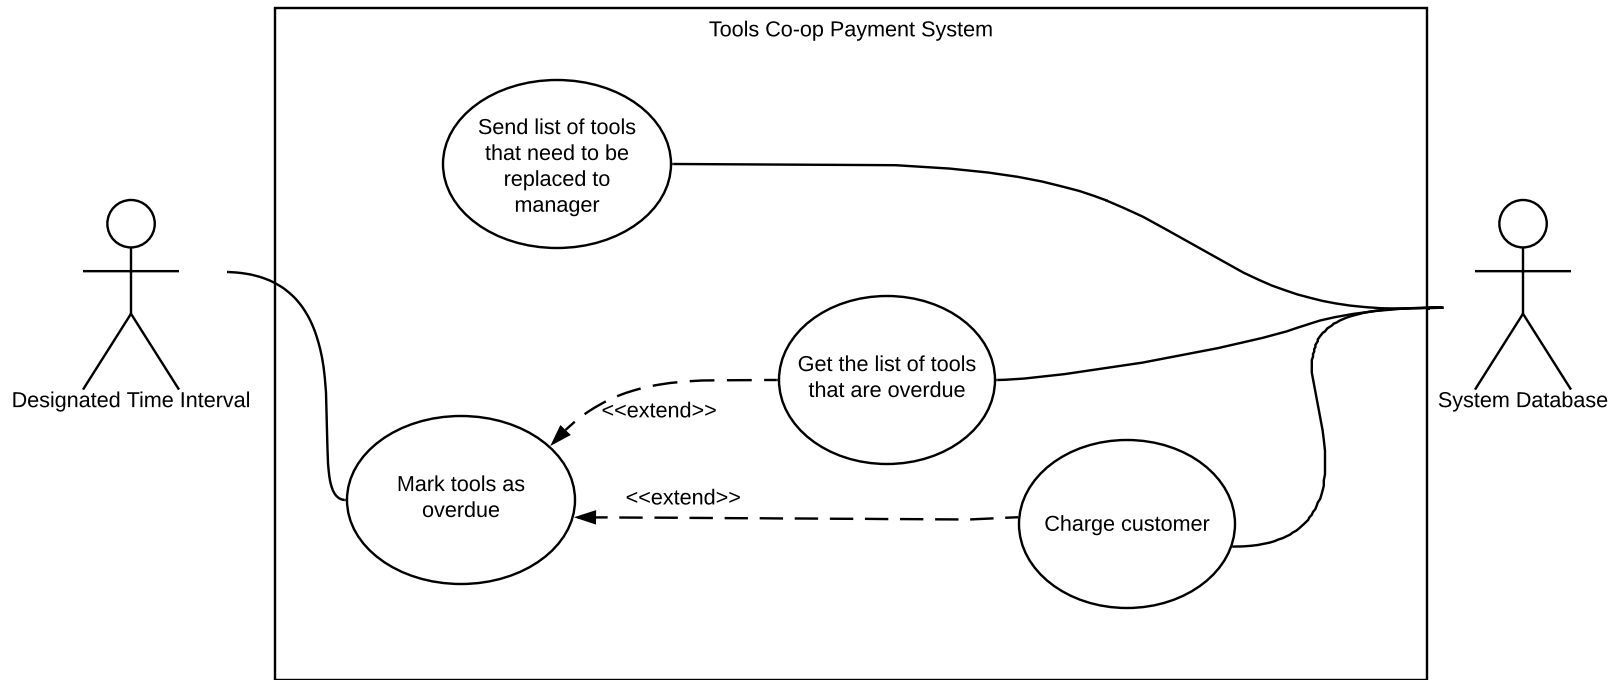 Tools Co-op Payment System
Send list of tools
that need to be
replaced to
manager
Designated Time Interval
System Database
Get the list of tools
that are overdue
<<extend>>
Mark tools as
overdue
<<extend>>
Charge customer